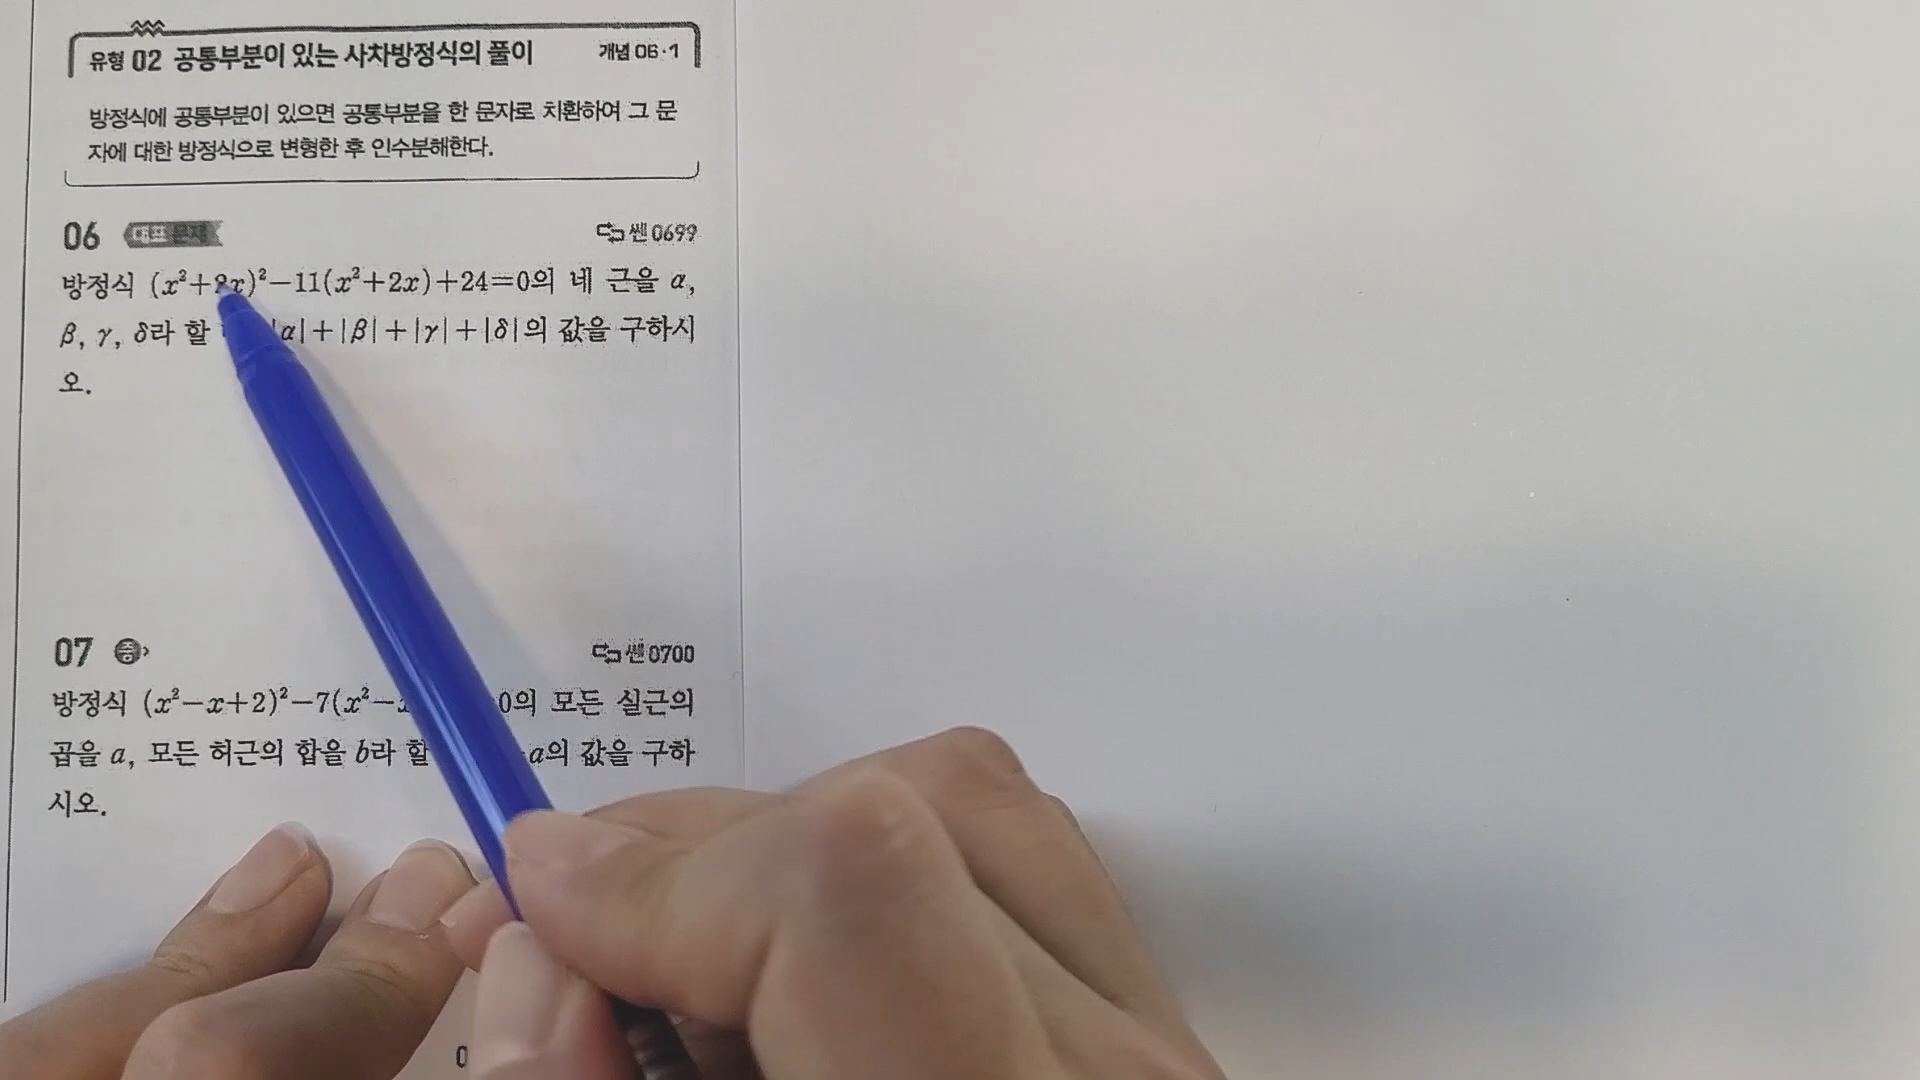 유형 02 공통부분이 있는 사차방정식의 풀이 개념 06·1
방정식에 공통부분이 있으면 공통부분을 한 문자로 치환하여 그 문
자에 대한 방정식으로 변형한 후 인수분해한다.
06 대표 문제 쎈 0699
방정식 (x²+2x)²−11(x²+2x)+24=0의 네 근을 α,
β, γ, δ라 할 α|+|β|+|γ|+|δ|의 값을 구하시
오.
07 중 쎈 0700
방정식 (x²−x+2)²−7(x²− 0의 모든 실근의
곱을 a, 모든 허근의 합을 b라 할 a의 값을 구하
시오.
0